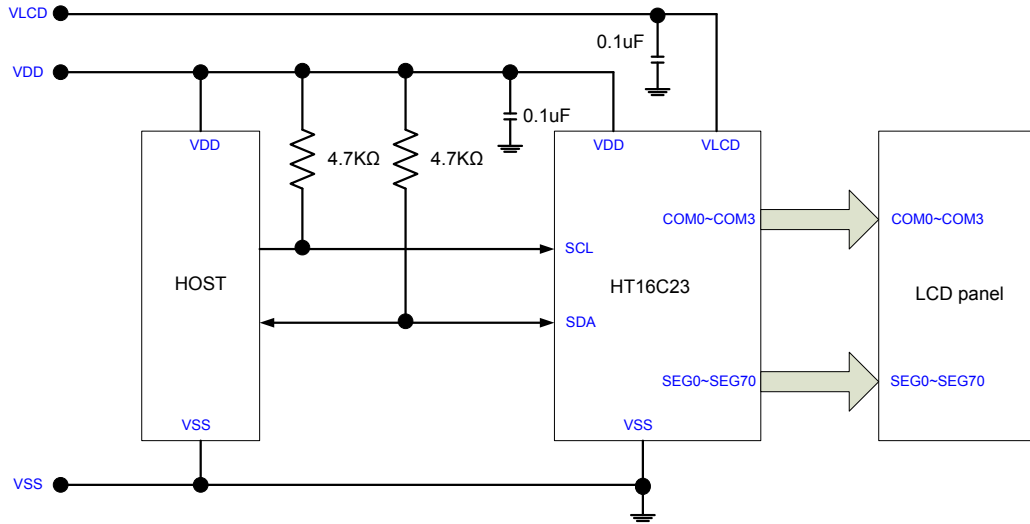 VLCD
0.1uF
VDD
0.1uF
VDD
4.7KΩ
4.7KΩ
VDD
VLCD
COM0~COM3
COM0~COM3
SCL
HOST
HT16C23
LCD panel
SDA
SEG0~SEG70
SEG0~SEG70
VSS
VSS
VSS